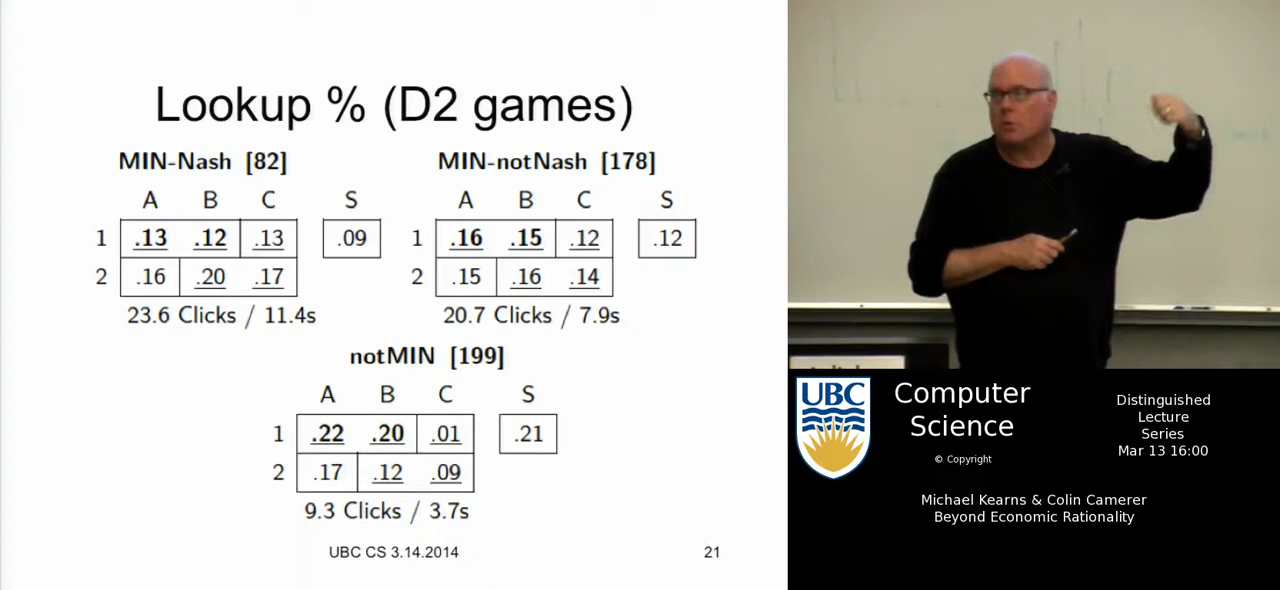 Lookup % (D2 games)
MIN-Nash [82]
A B C S
1 .13 .12 .13 .09
2 .16 .20 .17
23.6 Clicks / 11.4s
MIN-notNash [178]
A B C S
1 .16 .15 .12 .12
2 .15 .16 .14
20.7 Clicks / 7.9s
notMIN [199]
A B C S
1 .22 .20 .01 .21
2 .17 .12 .09
9.3 Clicks / 3.7s
UBC CS 3.14.2014
21
UBC
Computer
Science
© Copyright
Distinguished
Lecture
Series
Mar 13 16:00
Michael Kearns & Colin Camerer
Beyond Economic Rationality